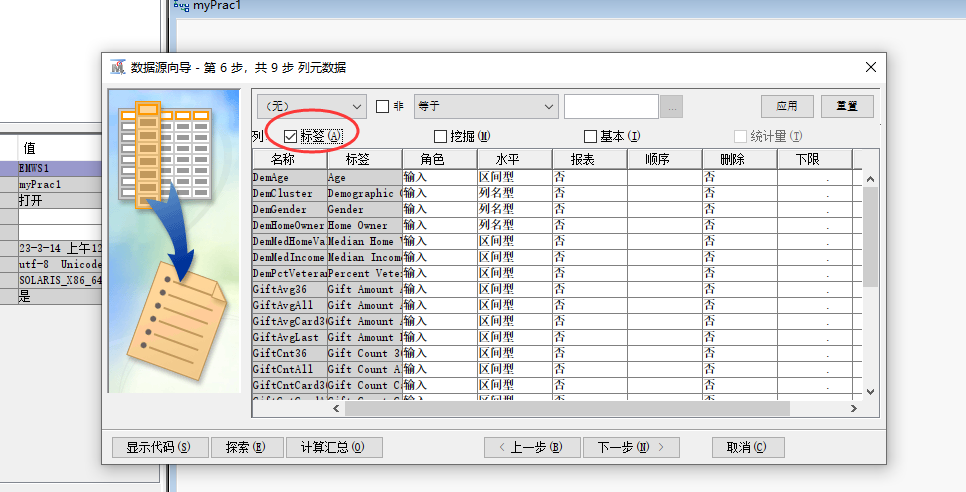 myPrac1
数据源向导 - 第 6 步，共 9 步 列元数据
(无) 非 等于 ... 应用 重置
列 标签(A) 挖掘(M) 基本(I) 统计量(T)
名称 标签 角色 水平 报表 顺序 删除 下限
DemAge Age 输入 区间型 否 否 .
DemCluster Demographic 输入 列名型 否 否 .
DemGender Gender 输入 列名型 否 否 .
DemHomeOwner Home Owner 输入 列名型 否 否 .
DemMedHomeVa Median Home 输入 区间型 否 否 .
DemMedIncome Median Incom 输入 区间型 否 否 .
DemPctVetera Percent Vete 输入 区间型 否 否 .
GiftAvg36 Gift Amount 输入 区间型 否 否 .
GiftAvgAll Gift Amount 输入 区间型 否 否 .
GiftAvgCard3 Gift Amount 输入 区间型 否 否 .
GiftAvgLast Gift Amount 输入 区间型 否 否 .
GiftCnt36 Gift Count 3 输入 区间型 否 否 .
GiftCntAll Gift Count A 输入 区间型 否 否 .
GiftCntCard3 Gift Count C 输入 区间型 否 否 .
显示代码(S) 探索(E) 计算汇总(O) < 上一步(B) 下一步(N) > 取消(C)
值
EMWS1
myPrac1
打开
23-3-14 上午12
utf-8 Unicode
SOLARIS_X86_64
是